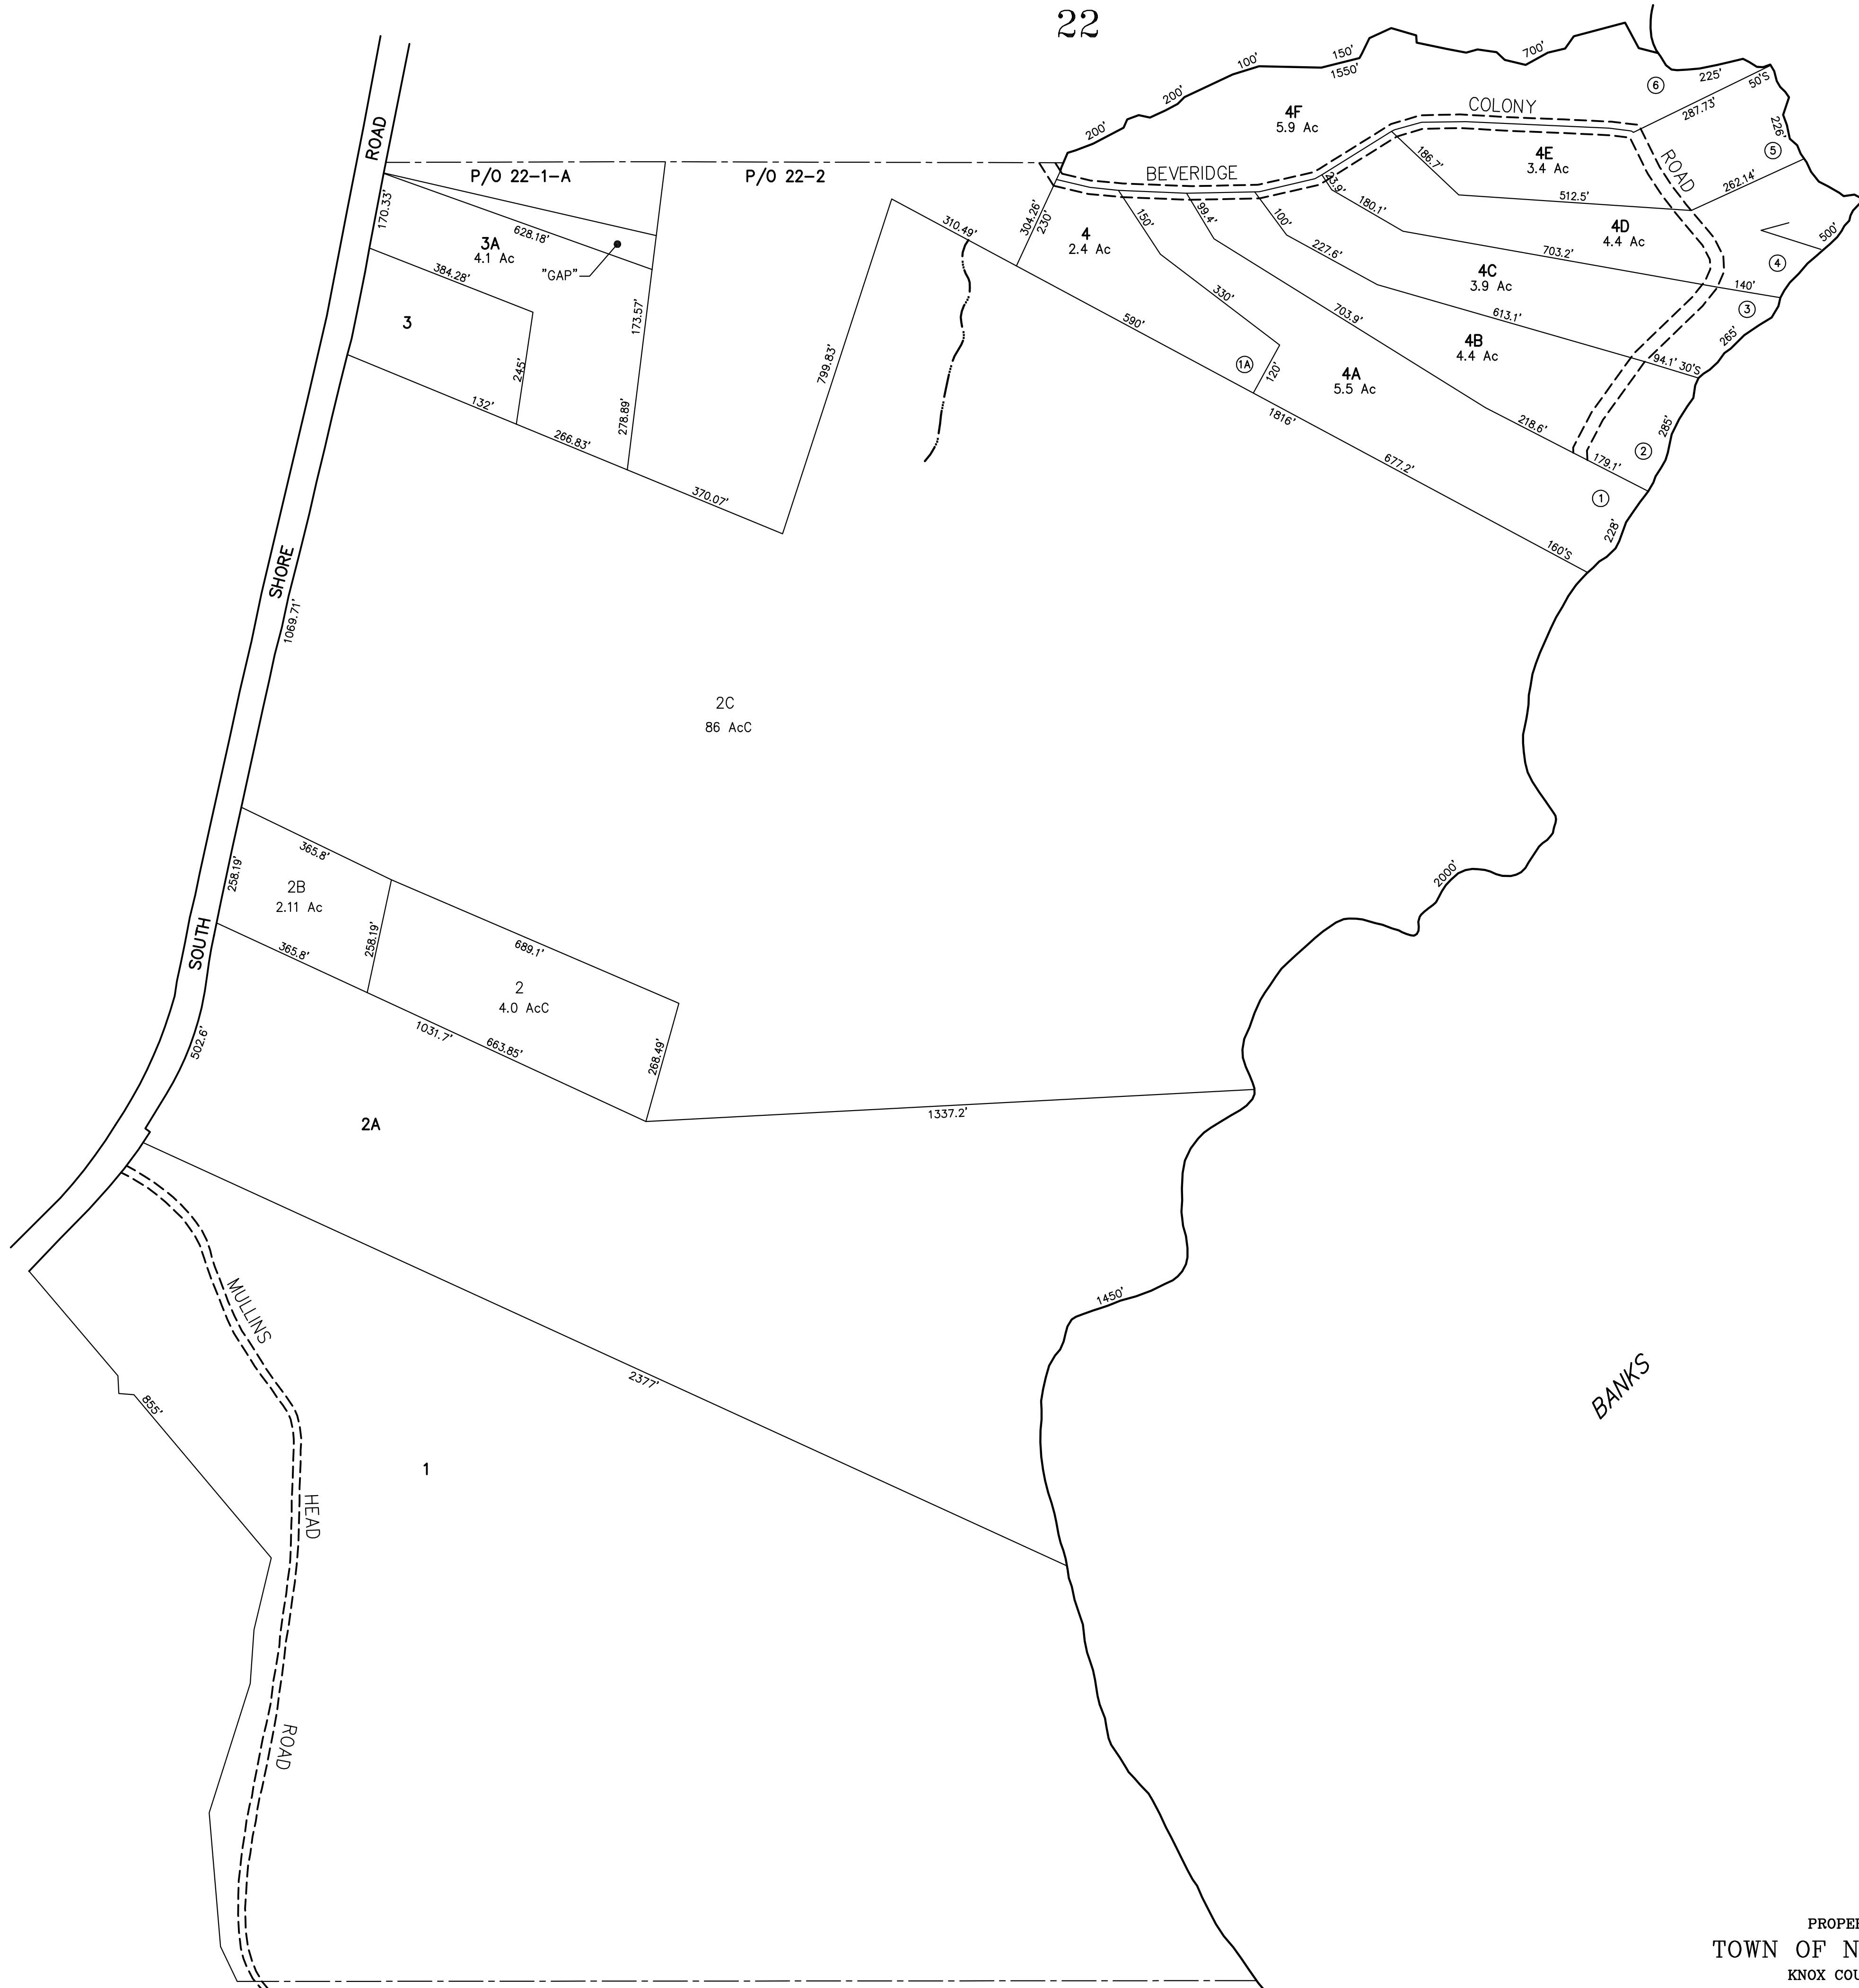 22
ROAD
P/O 22-1-A
P/O 22-2
170.33'
628.18'
3A
4.1 Ac
"GAP"
384.28'
3
173.57'
245'
132'
278.89'
266.83'
370.07'
799.83'
310.49'
304.26'
230'
200'
200'
100'
150'
1550'
700'
225'
50'S
6
287.73'
226'
5
4F
5.9 Ac
COLONY
BEVERIDGE
ROAD
186.7'
4E
3.4 Ac
512.5'
262.14'
4
2.4 Ac
150'
99.4'
100'
23.9'
180.1'
4D
4.4 Ac
500'
4
227.6'
703.2'
140'
4C
3.9 Ac
3
330'
703.9'
613.1'
265'
590'
4B
4.4 Ac
94.1'
30'S
1A
120'
4A
5.5 Ac
1816'
218.6'
285'
2
179.1'
677.2'
1
228'
160'S
SHORE
1069.71'
2C
86 AcC
365.8'
258.19'
2B
2.11 Ac
258.19'
SOUTH
365.8'
689.1'
2
4.0 AcC
2000'
502.6'
1031.7'
663.85'
268.49'
1337.2'
2A
1450'
MULLINS
2377'
855'
BANKS
1
HEAD
ROAD
PROPE
TOWN OF N
KNOX COU